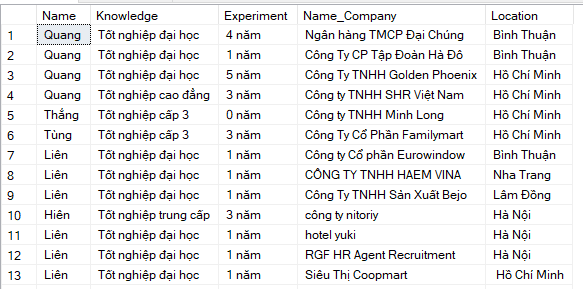 Name Knowledge Experiment Name_Company Location
1 Quang Tốt nghiệp đại học 4 năm Ngân hàng TMCP Đại Chúng Bình Thuận
2 Quang Tốt nghiệp đại học 1 năm Công Ty CP Tập Đoàn Hà Đô Bình Thuận
3 Quang Tốt nghiệp đại học 5 năm Công Ty TNHH Golden Phoenix Hồ Chí Minh
4 Quang Tốt nghiệp cao đẳng 3 năm Công ty TNHH SHR Việt Nam Hồ Chí Minh
5 Thắng Tốt nghiệp cấp 3 0 năm Công ty TNHH Minh Long Hồ Chí Minh
6 Tùng Tốt nghiệp cấp 3 3 năm Công Ty Cổ Phần Familymart Hồ Chí Minh
7 Liên Tốt nghiệp đại học 1 năm Công ty Cổ phần Eurowindow Bình Thuận
8 Liên Tốt nghiệp đại học 1 năm CÔNG TY TNHH HAEM VINA Nha Trang
9 Liên Tốt nghiệp đại học 1 năm Công Ty TNHH Sản Xuất Bejo Lâm Đồng
10 Hiên Tốt nghiệp trung cấp 3 năm công ty nitoriy Hà Nội
11 Liên Tốt nghiệp đại học 1 năm hotel yuki Hà Nội
12 Liên Tốt nghiệp đại học 1 năm RGF HR Agent Recruitment Hà Nội
13 Liên Tốt nghiệp đại học 1 năm Siêu Thị Coopmart Hồ Chí Minh